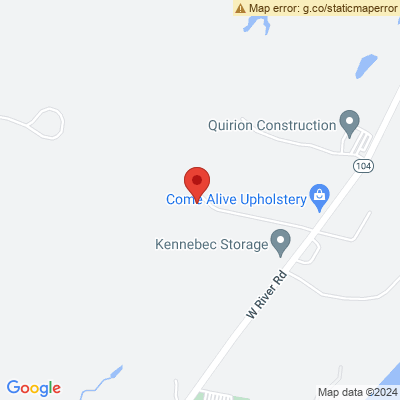 Map error: g.co/staticmaperror
Quirion Construction
104
Come Alive Upholstery
Kennebec Storage
W River Rd
Google
Map data ©2024